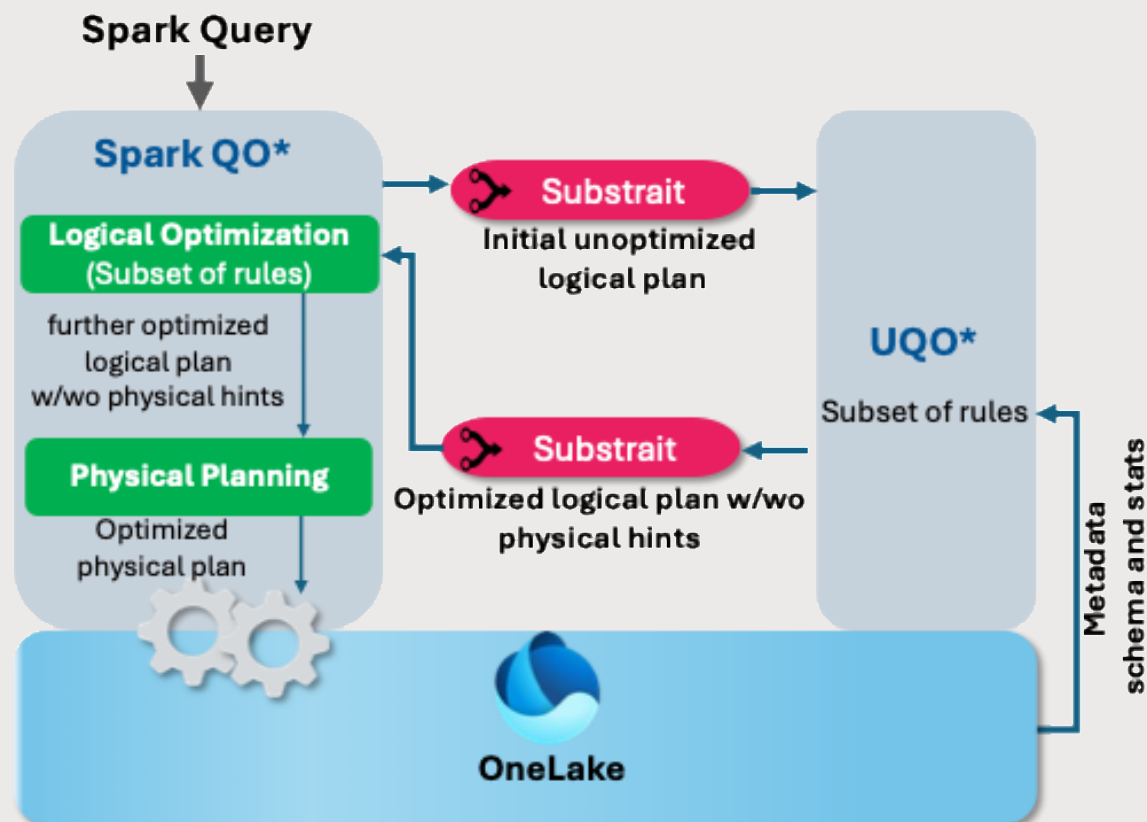 Spark Query
Spark QO*
Logical Optimization
(Subset of rules)
further optimized
logical plan
w/wo physical hints
Physical Planning
Optimized
physical plan
Substrait
Initial unoptimized
logical plan
Substrait
Optimized logical plan w/wo
physical hints
UQO*
Subset of rules
Metadata
schema and stats
OneLake